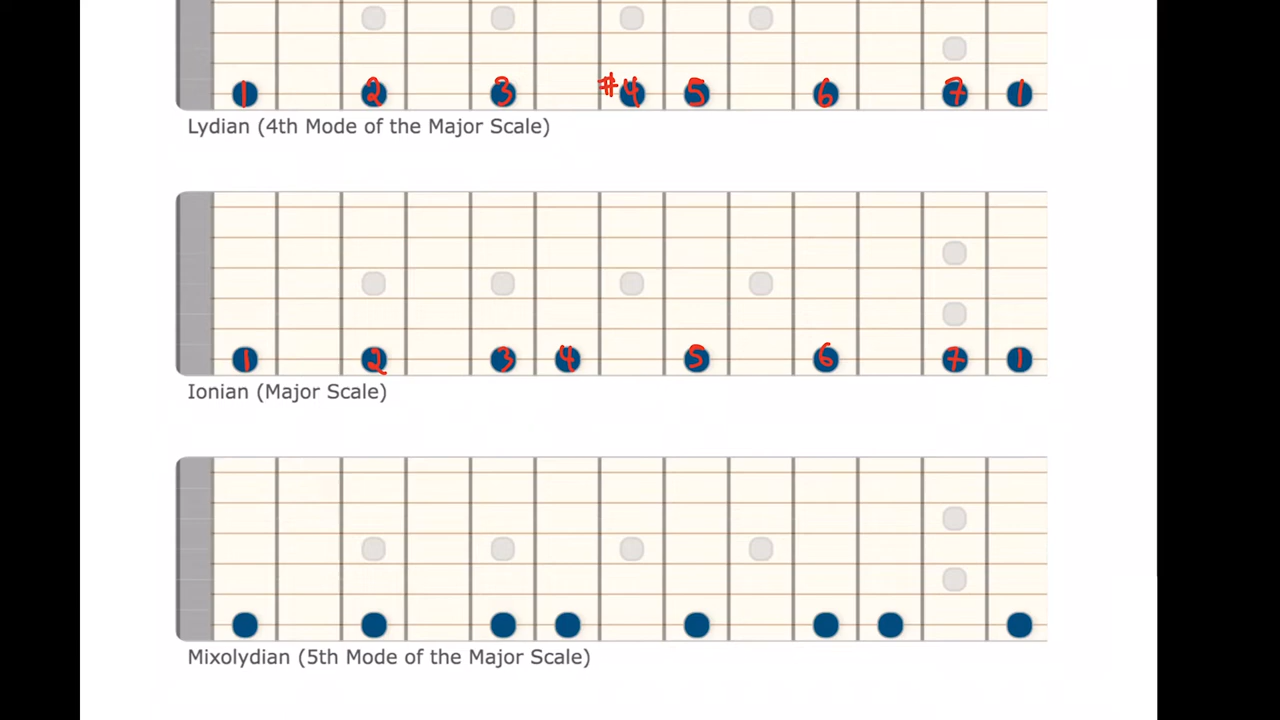 1 2 3 #4 5 6 7 1
Lydian (4th Mode of the Major Scale)
1 2 3 4 5 6 7 1
Ionian (Major Scale)
Mixolydian (5th Mode of the Major Scale)